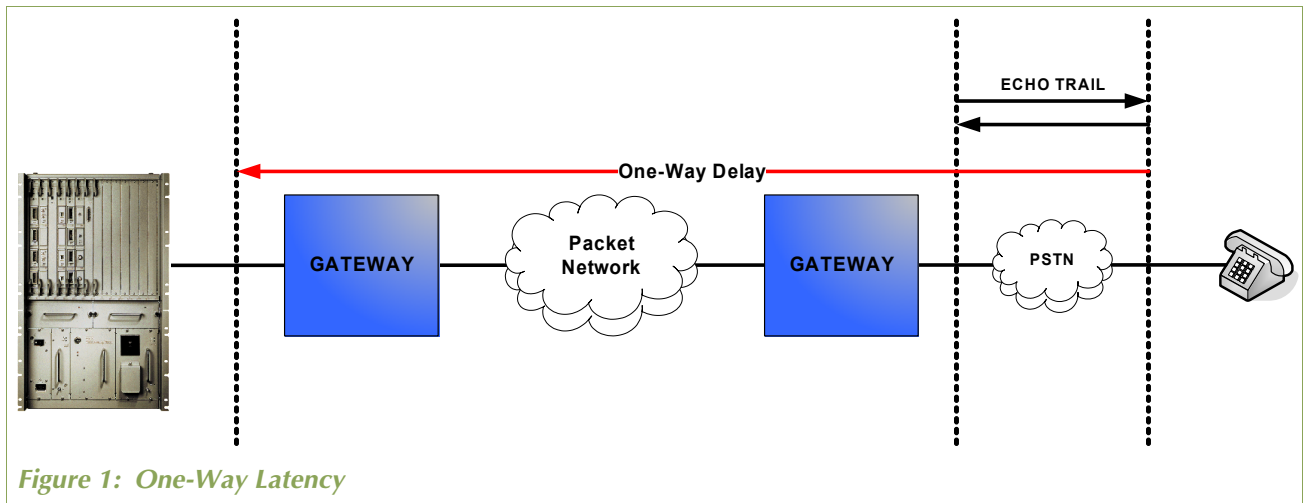 ECHO TRAIL
One-Way Delay
GATEWAY
Packet
Network
GATEWAY
PSTN
Figure 1: One-Way Latency